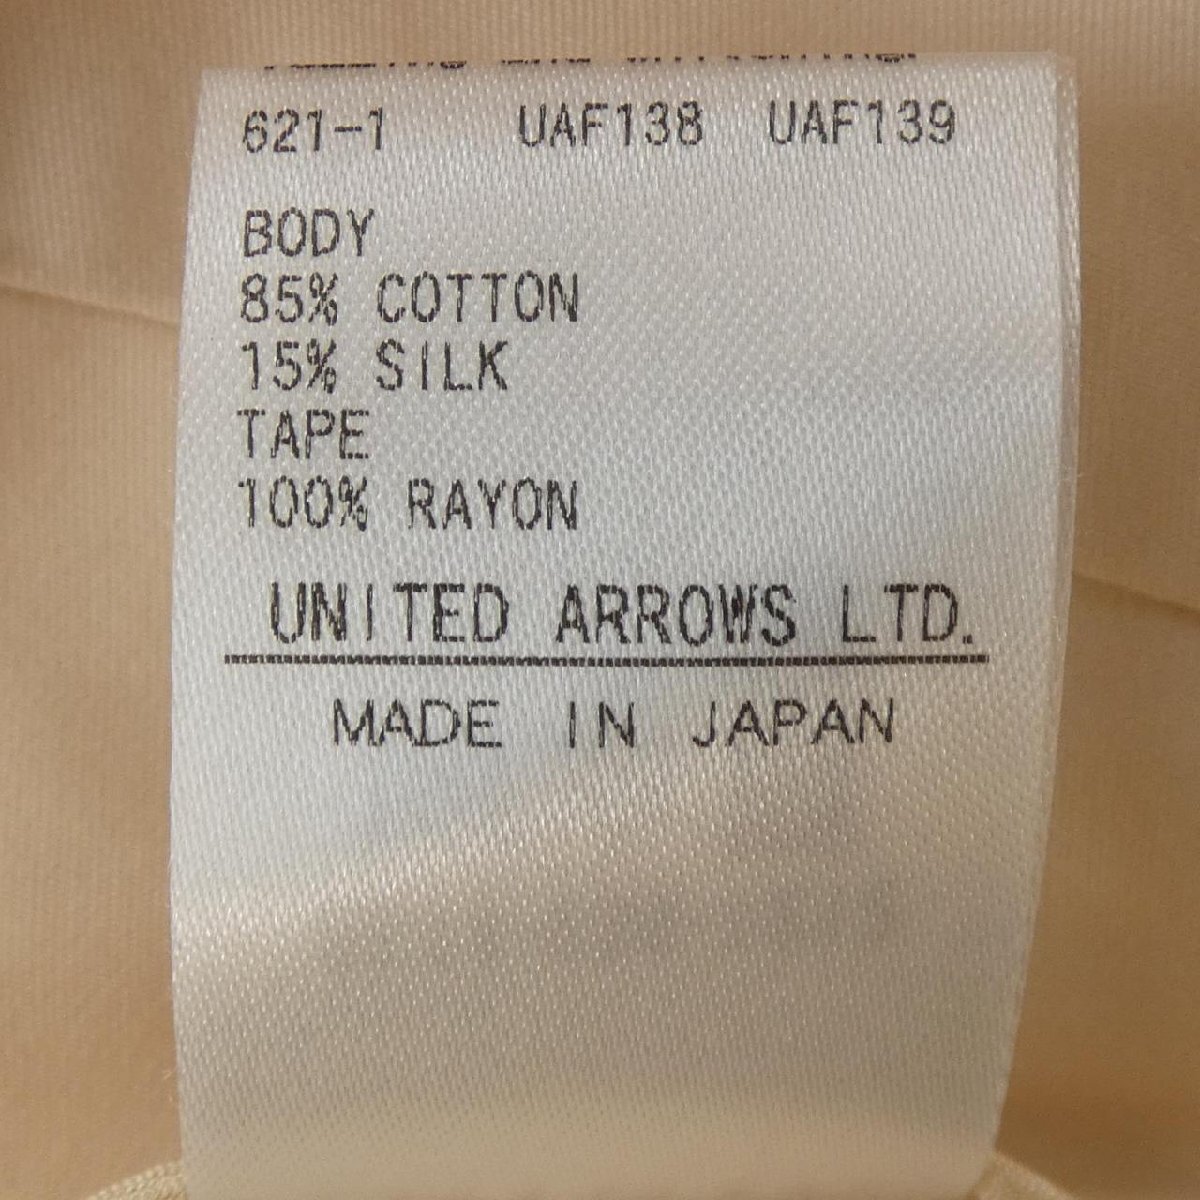 621-1 UAF138 UAF139
BODY
85% COTTON
15% SILK
TAPE
100% RAYON
UNITED ARROWS LTD.
MADE IN JAPAN